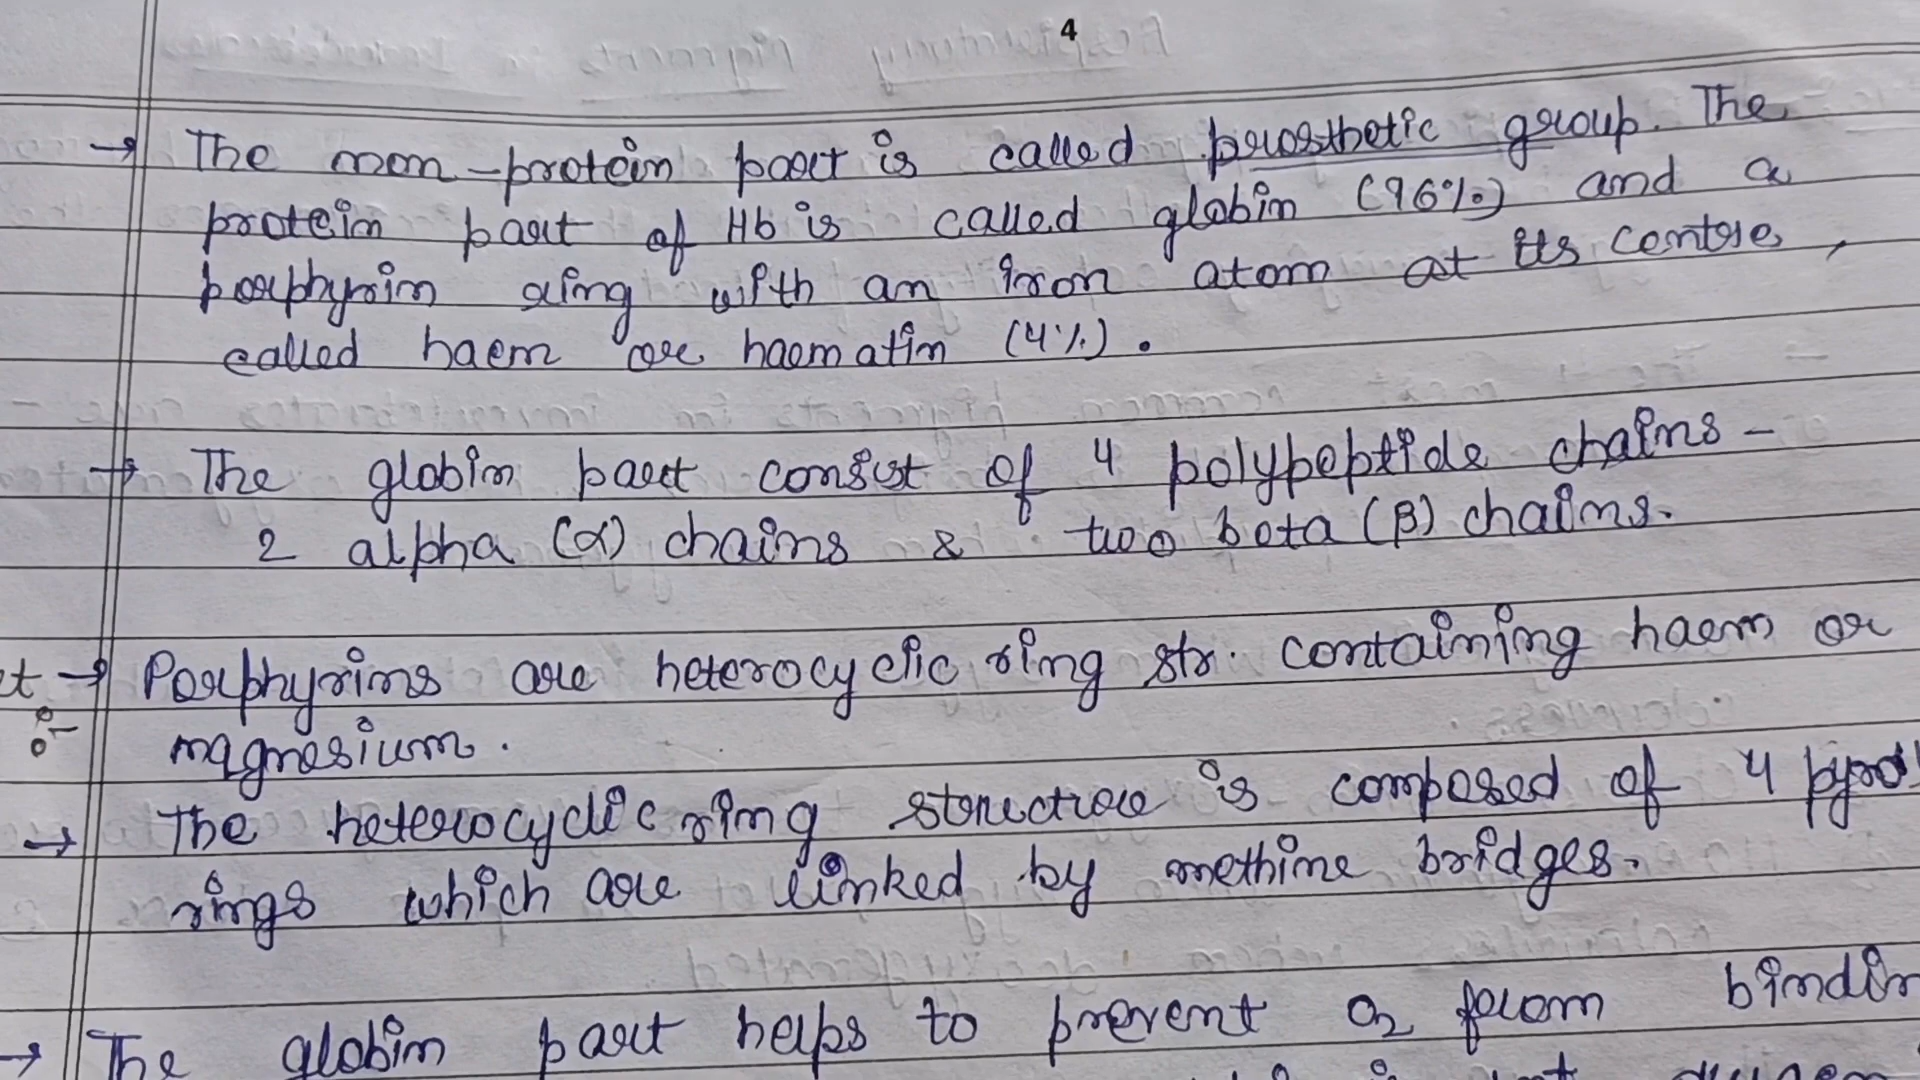 4
→ The non-protein part is called prosthetic group. The
protein part of Hb is called globin (96%) and a
porphyrin ring with an iron atom at its centre,
called haem or haematin (4%).
→ The globin part consist of 4 polypeptide chains -
2 alpha (α) chains & two beta (β) chains.
→ Porphyrins are heterocyclic ring str. containing haem or
magnesium.
→ The heterocyclic ring structure is composed of 4
rings which are linked by methine bridges.
→ The globin part helps to prevent O2 from